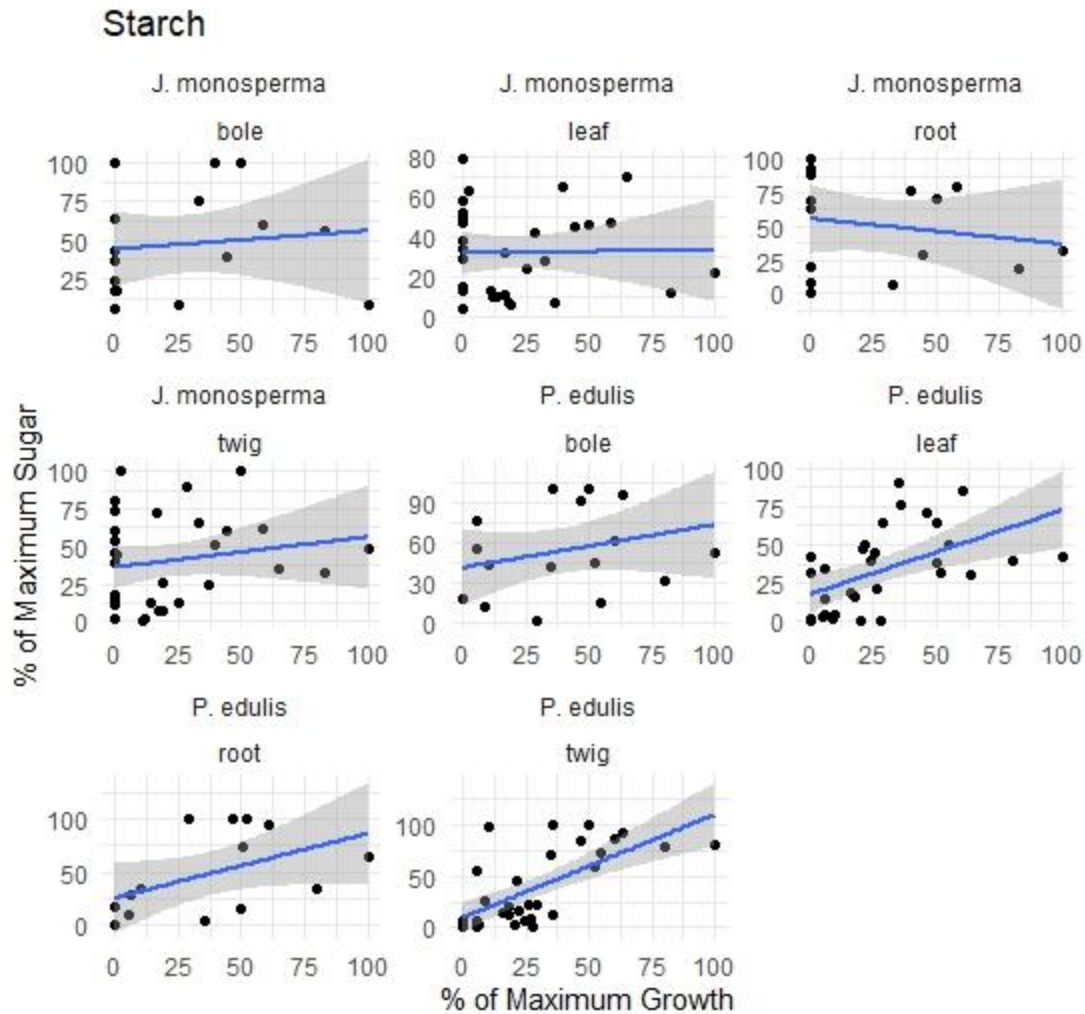 Starch
J. monosperma J. monosperma J. monosperma
bole leaf root
100 75 50 25
80 60 40 20 0
100 75 50 25 0
0 25 50 75 100 0 25 50 75 100 0 25 50 75 100
J. monosperma P. edulis P. edulis
twig bole leaf
% of Maximum Sugar
100 75 50 25 0
90 60 30 0
100 75 50 25 0
0 25 50 75 100 0 25 50 75 100 0 25 50 75 100
P. edulis P. edulis
root twig
100 50 0
100 50 0
0 25 50 75 100 0 25 50 75 100
% of Maximum Growth